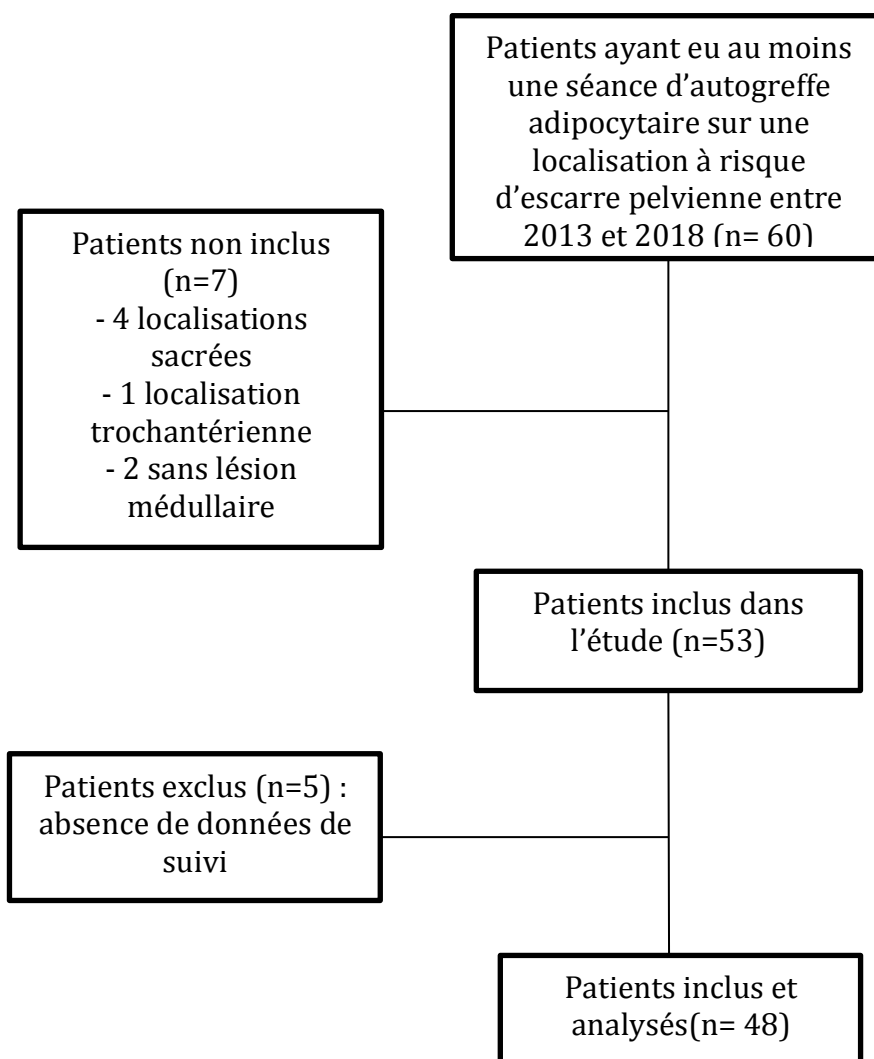 Patients ayant eu au moins
une séance d’autogreffe
adipocytaire sur une
localisation à risque
d’escarre pelvienne entre
2013 et 2018 (n= 60)
Patients non inclus
(n=7)
- 4 localisations
sacrées
- 1 localisation
trochantérienne
- 2 sans lésion
médullaire
Patients inclus dans
l’étude (n=53)
Patients exclus (n=5) :
absence de données de
suivi
Patients inclus et
analysés(n= 48)